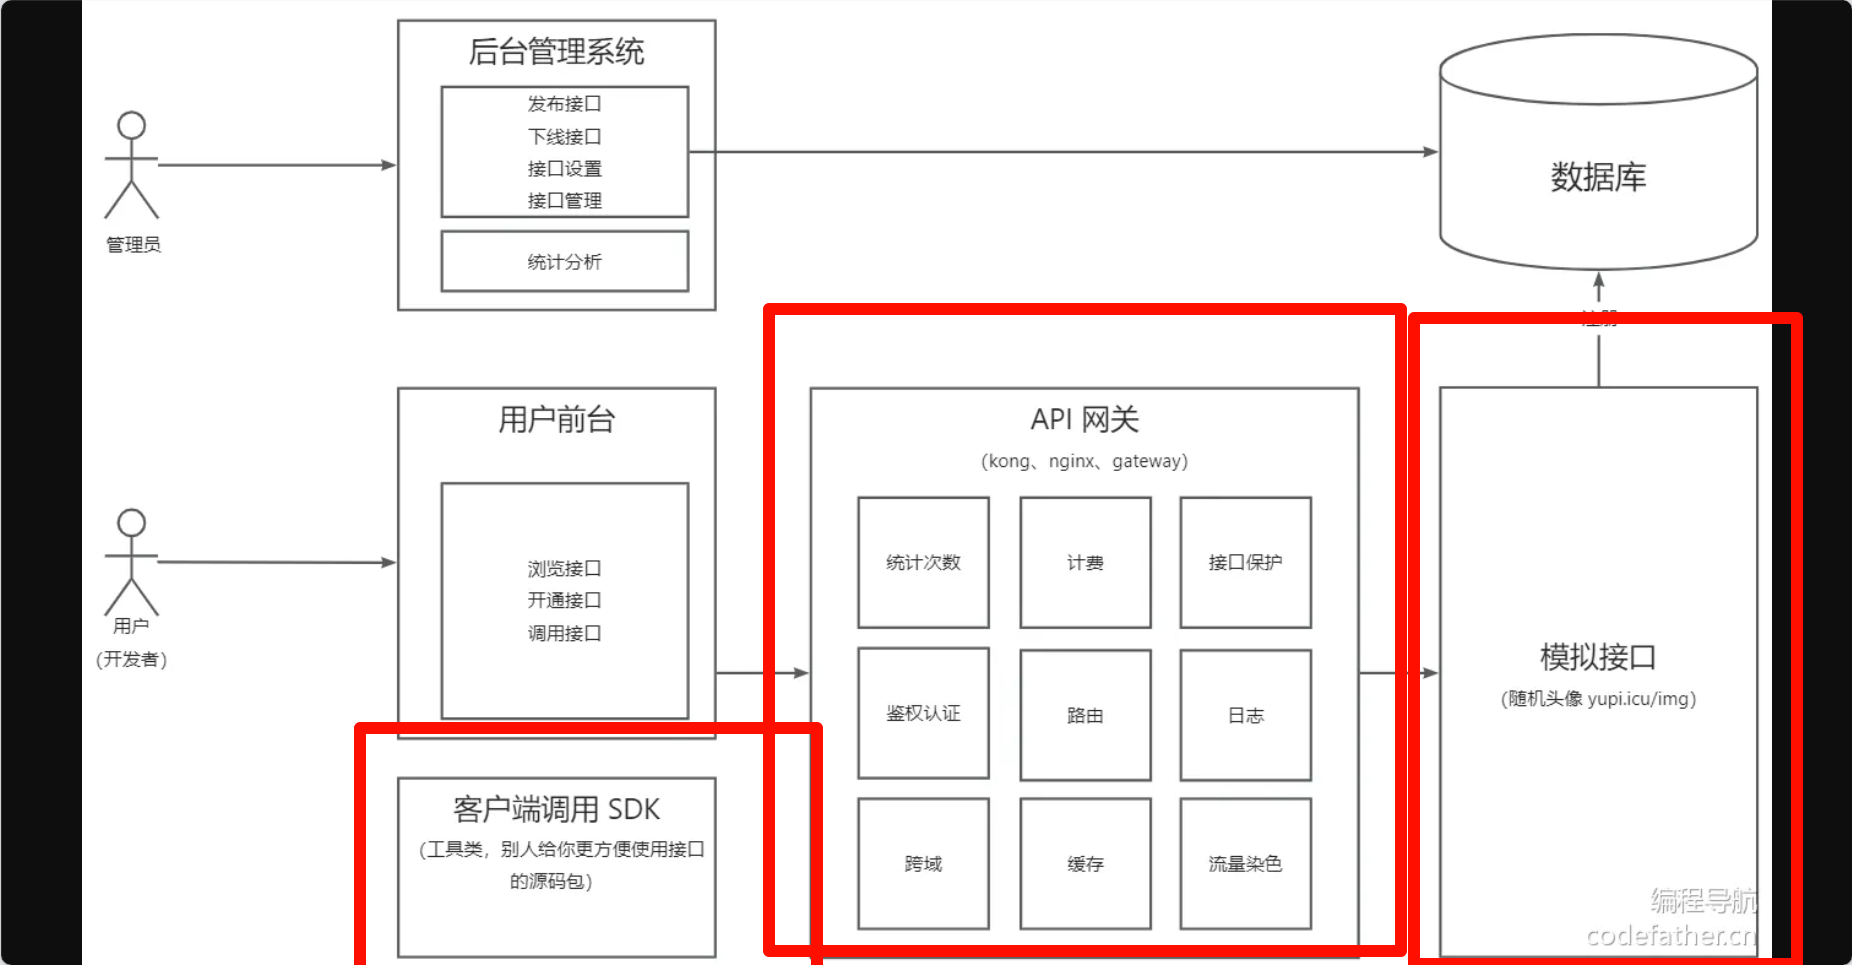 后台管理系统
发布接口
下线接口
接口设置
接口管理
统计分析
管理员
数据库
用户前台
浏览接口
开通接口
调用接口
用户
(开发者)
客户端调用 SDK
(工具类，别人给你更方便使用接口
的源码包)
API 网关
(kong、nginx、gateway)
统计次数
计费
接口保护
鉴权认证
路由
日志
跨域
缓存
流量染色
模拟接口
(随机头像 yupi.icu/img)
编程导航
codefather.cn